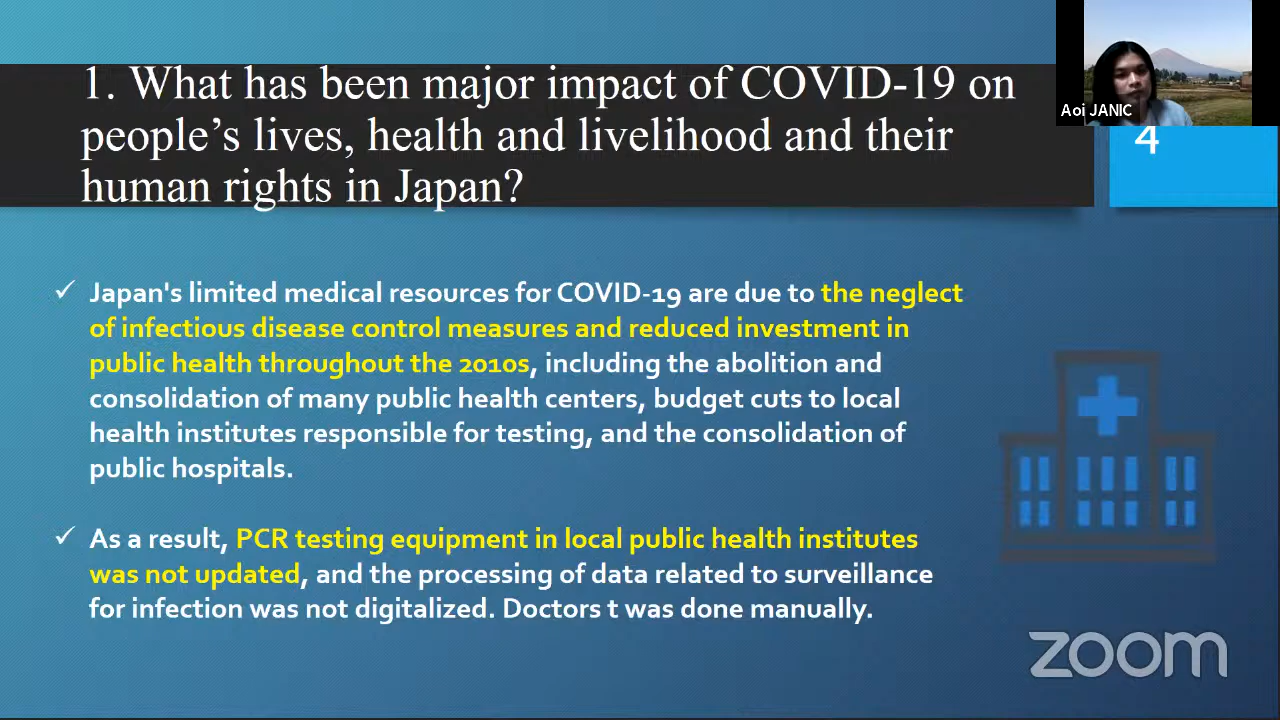 1. What has been major impact of COVID-19 on
people’s lives, health and livelihood and their
human rights in Japan?
Aoi JANIC
4
✓ Japan's limited medical resources for COVID-19 are due to the neglect
of infectious disease control measures and reduced investment in
public health throughout the 2010s, including the abolition and
consolidation of many public health centers, budget cuts to local
health institutes responsible for testing, and the consolidation of
public hospitals.
✓ As a result, PCR testing equipment in local public health institutes
was not updated, and the processing of data related to surveillance
for infection was not digitalized. Doctors t was done manually.
zoom